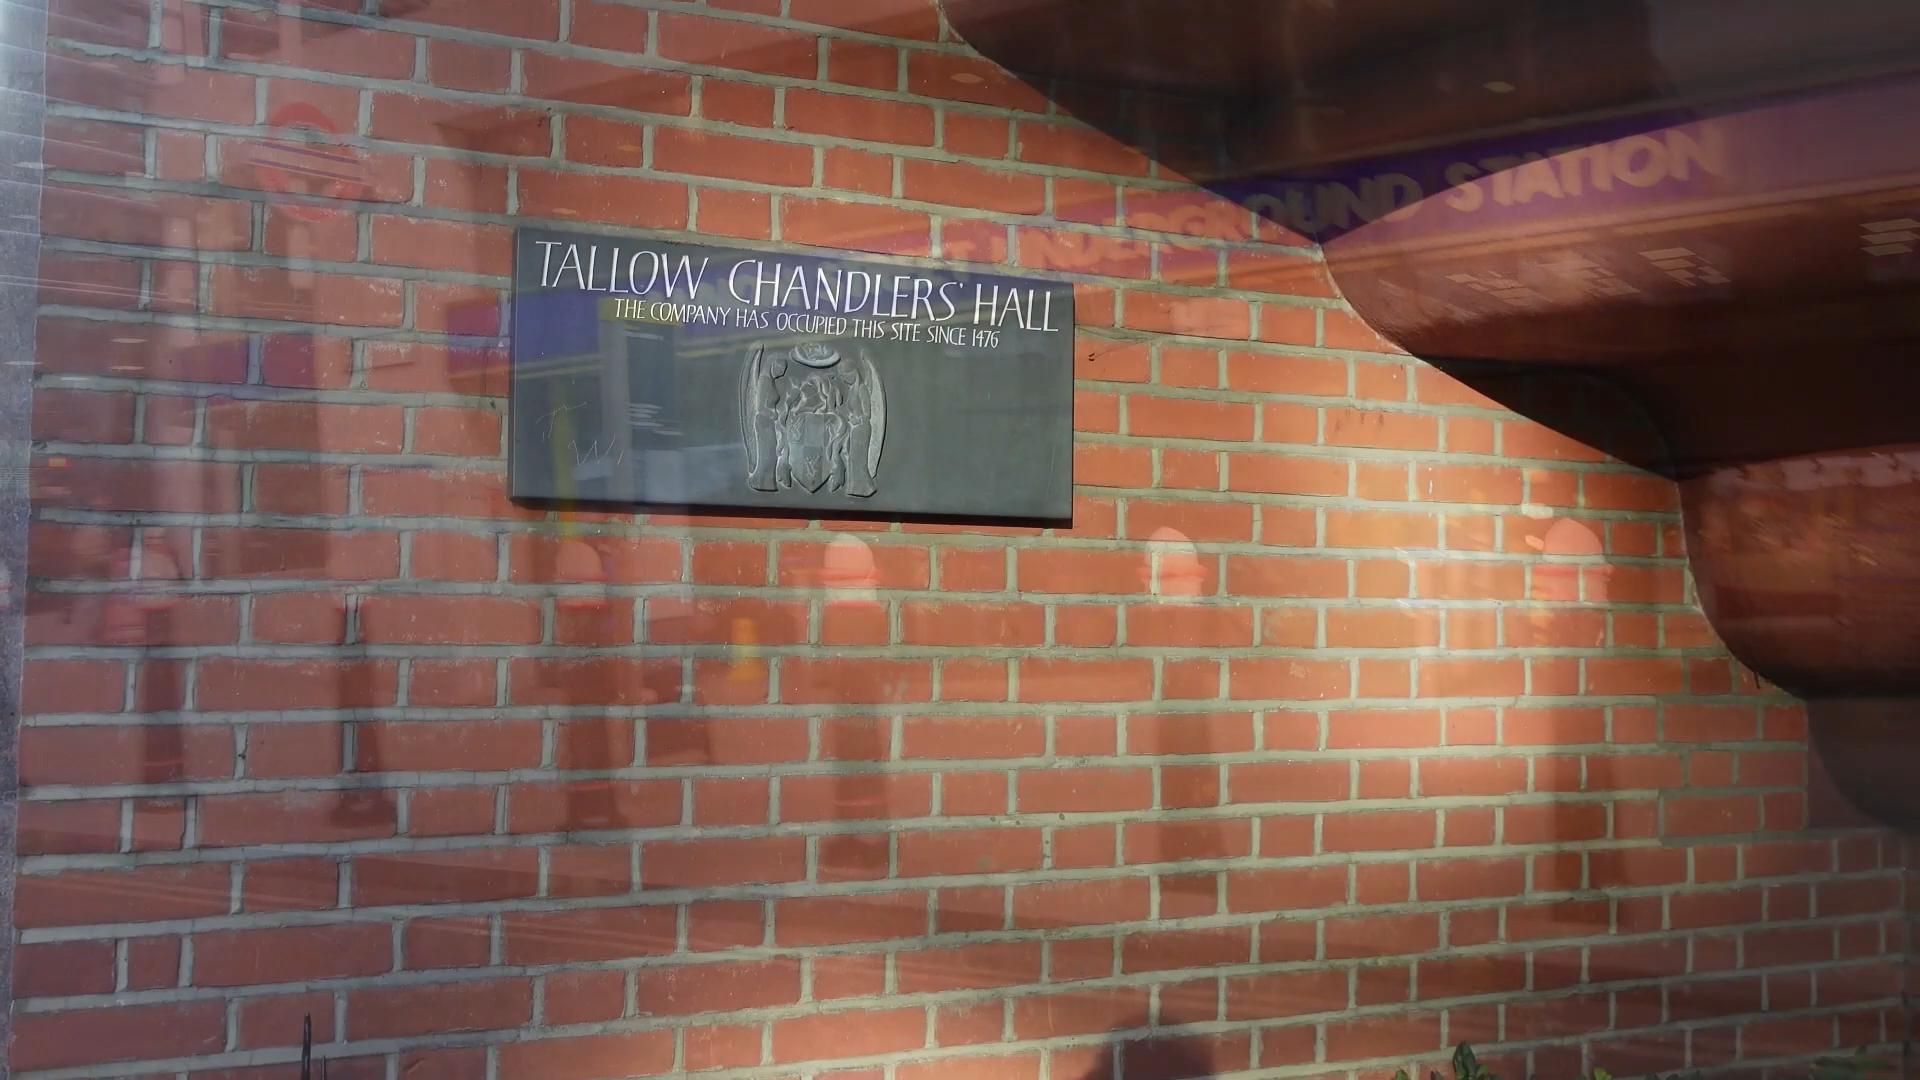 UNDERGROUND STATION
TALLOW CHANDLERS' HALL
THE COMPANY HAS OCCUPIED THIS SITE SINCE 1476
T
W